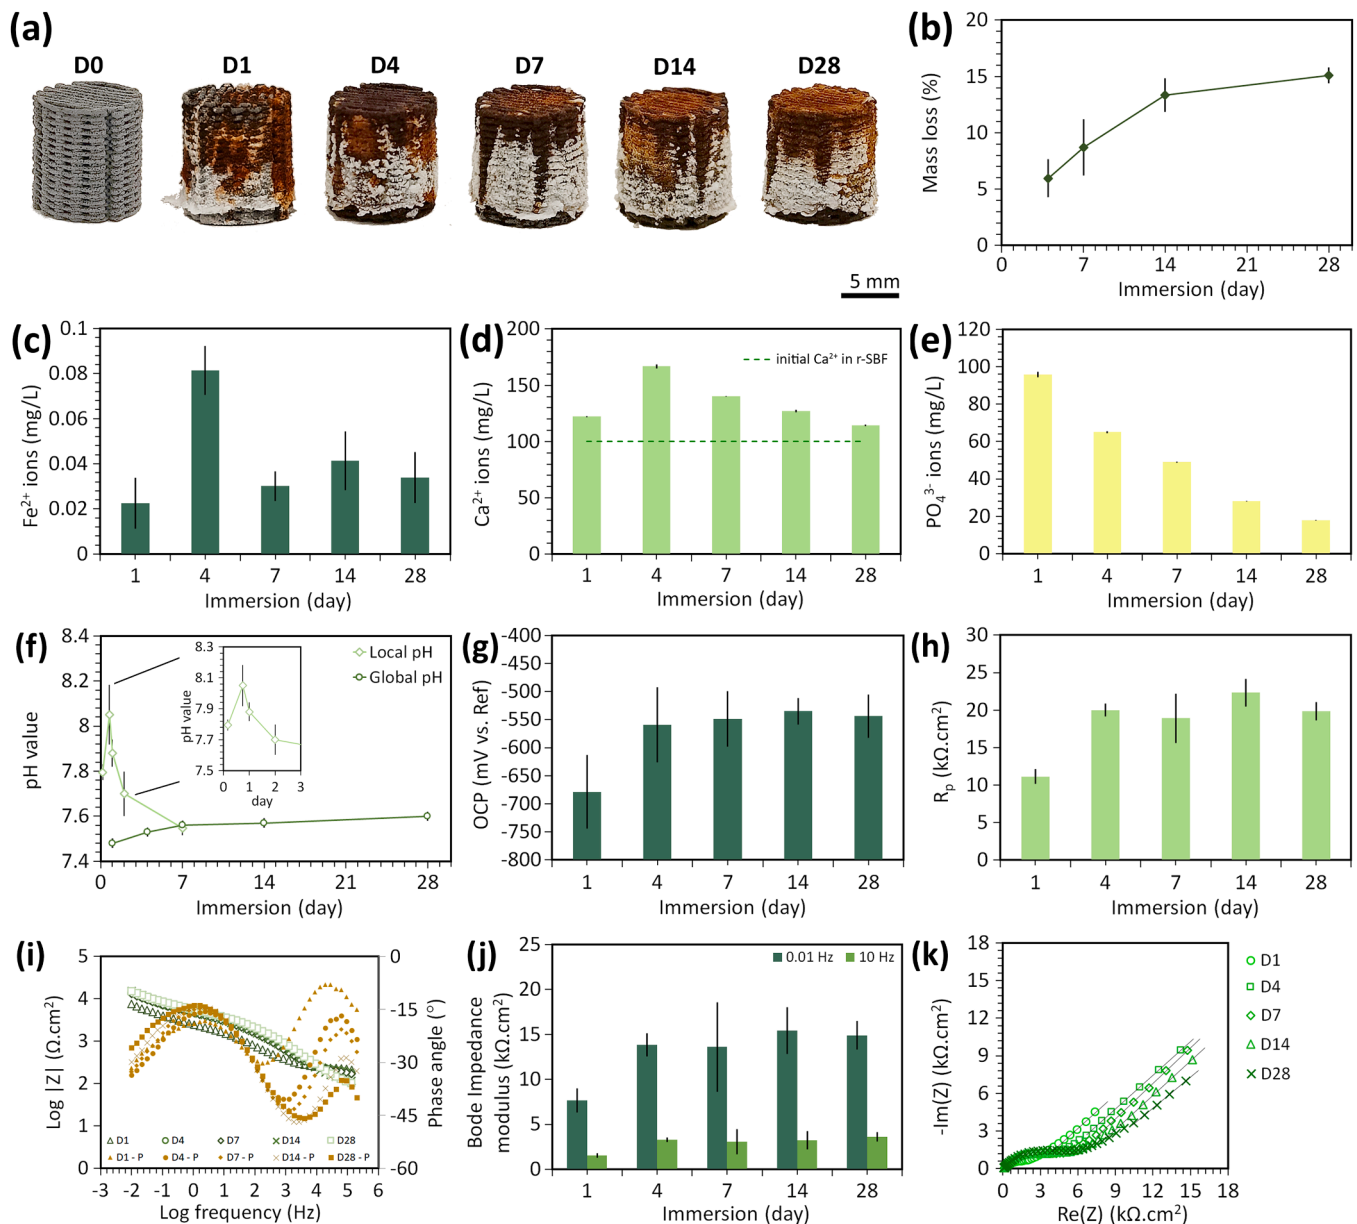 (a)
D0 D1 D4 D7 D14 D28
5 mm
(b)
Mass loss (%)
20
15
10
5
0
0 7 14 21 28
Immersion (day)
(c)
Fe²⁺ ions (mg/L)
0.1
0.08
0.06
0.04
0.02
0
1 4 7 14 28
Immersion (day)
(d)
Ca²⁺ ions (mg/L)
200
150
100
50
0
initial Ca²⁺ in r-SBF
1 4 7 14 28
Immersion (day)
(e)
PO₄³⁻ ions (mg/L)
120
100
80
60
40
20
0
1 4 7 14 28
Immersion (day)
(f)
pH value
8.4
8.2
8
7.8
7.6
7.4
Local pH
Global pH
pH value
8.3
8.1
7.9
7.7
7.5
0 1 2 3
day
0 7 14 21 28
Immersion (day)
(g)
OCP (mV vs. Ref)
-400
-450
-500
-550
-600
-650
-700
-750
-800
1 4 7 14 28
Immersion (day)
(h)
Rₚ (kΩ.cm²)
30
25
20
15
10
5
0
1 4 7 14 28
Immersion (day)
(i)
Log |Z| (Ω.cm²)
5
4
3
2
1
0
Phase angle (°)
0
-15
-30
-45
-60
D1 D4 D7 D14 D28
D1 - P D4 - P D7 - P D14 - P D28 - P
-3 -2 -1 0 1 2 3 4 5 6
Log frequency (Hz)
(j)
Bode Impedance
modulus (kΩ.cm²)
25
20
15
10
5
0
0.01 Hz 10 Hz
1 4 7 14 28
Immersion (day)
(k)
-Im(Z) (kΩ.cm²)
18
15
12
9
6
3
0
0 3 6 9 12 15 18
Re(Z) (kΩ.cm²)
D1
D4
D7
D14
D28